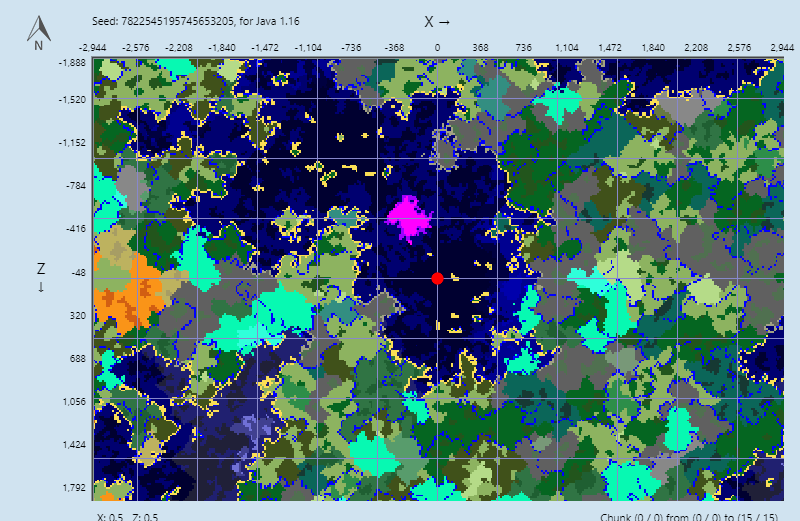 Seed: 7822545195745653205, for Java 1.16
X →
N
-2,944 -2,576 -2,208 -1,840 -1,472 -1,104 -736 -368 0 368 736 1,104 1,472 1,840 2,208 2,576 2,944
-1.888
-1,520
-1,152
-784
-416
Z
↓
-48
320
688
1,056
1,424
1,792
X: 0.5 Z: 0.5
Chunk (0 / 0) from (0 / 0) to (15 / 15)